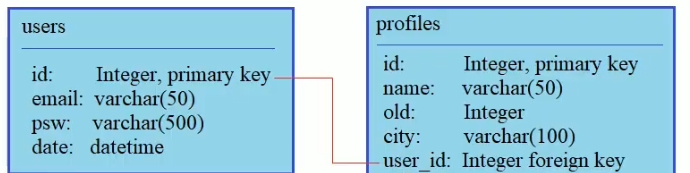 users
id: Integer, primary key
email: varchar(50)
psw: varchar(500)
date: datetime
profiles
id: Integer, primary key
name: varchar(50)
old: Integer
city: varchar(100)
user_id: Integer foreign key